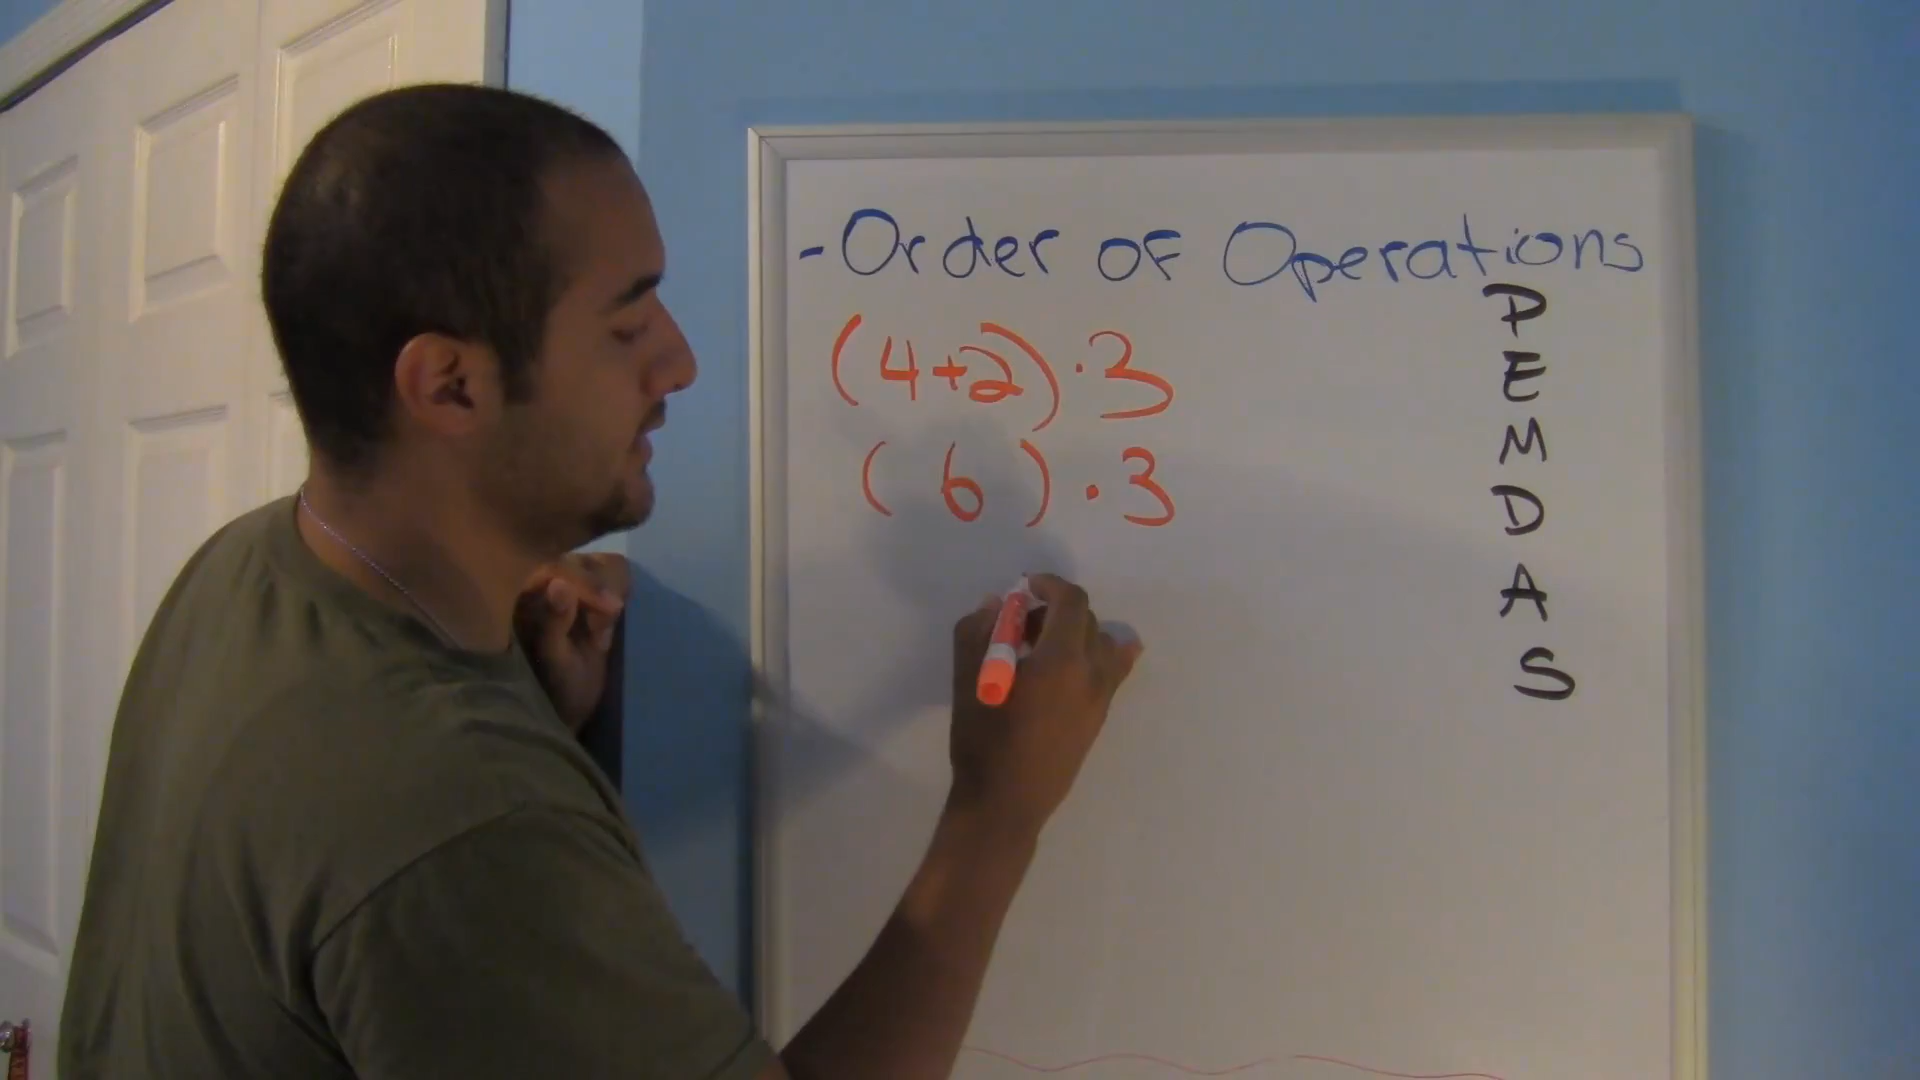 - Order of Operations
(4+2) · 3
( 6 ) · 3
P
E
M
D
A
S